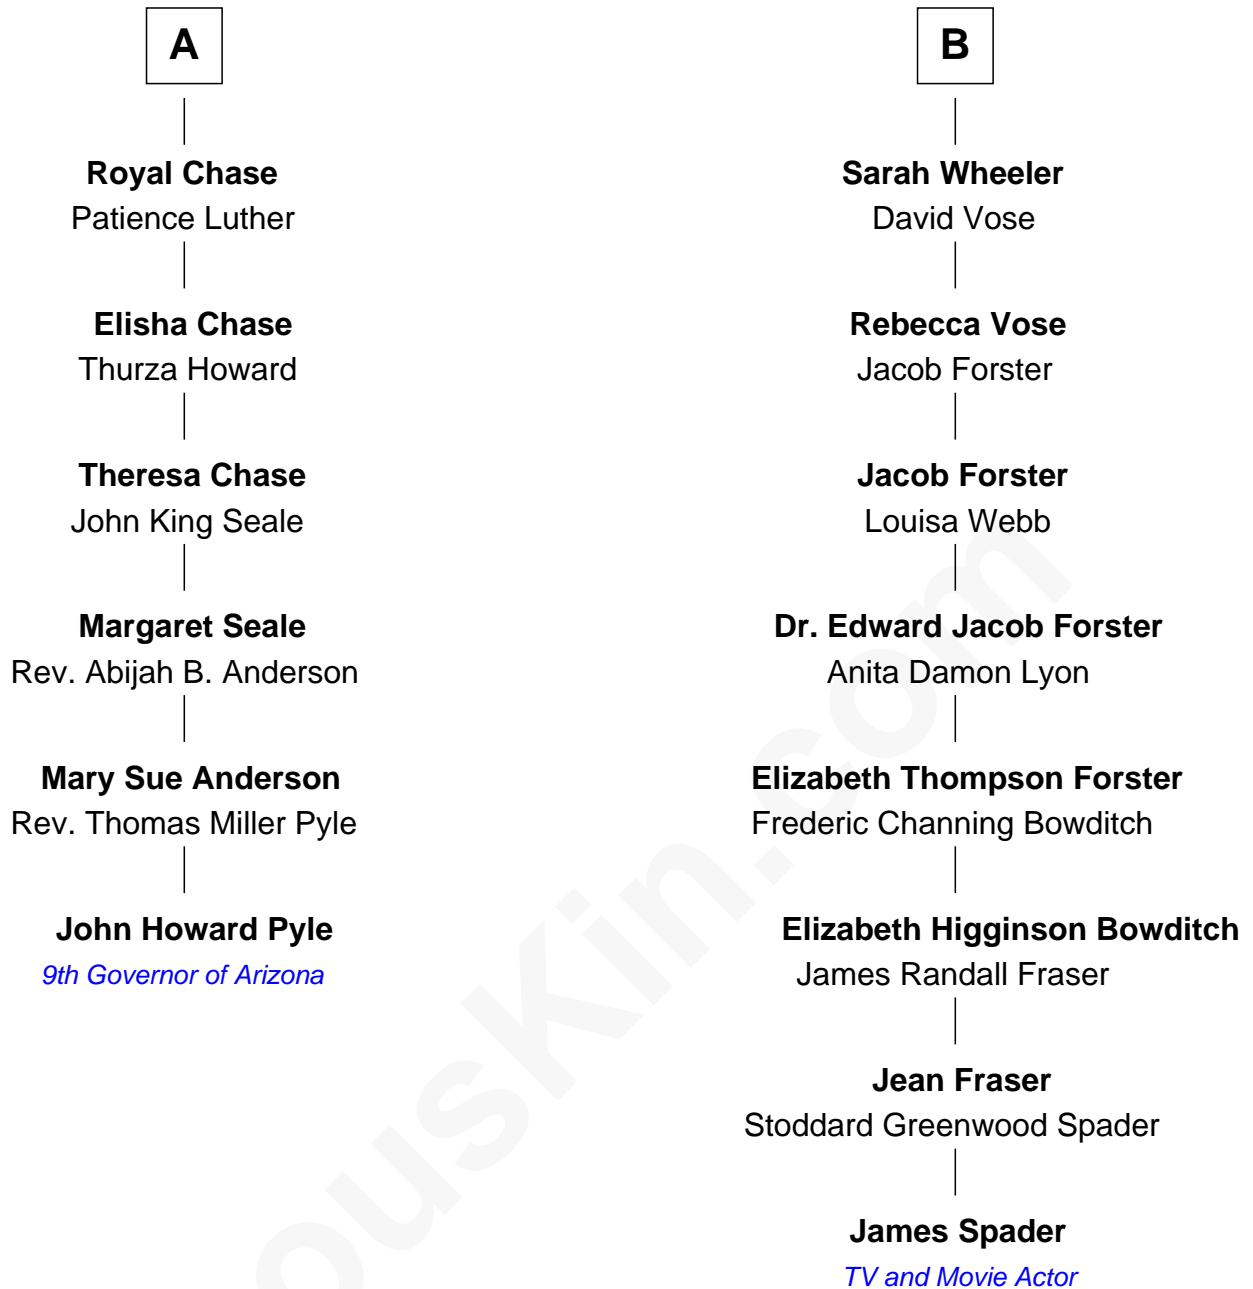 A
Royal Chase
Patience Luther
Elisha Chase
Thurza Howard
Theresa Chase
John King Seale
Margaret Seale
Rev. Abijah B. Anderson
Mary Sue Anderson
Rev. Thomas Miller Pyle
John Howard Pyle
9th Governor of Arizona
B
Sarah Wheeler
David Vose
Rebecca Vose
Jacob Forster
Jacob Forster
Louisa Webb
Dr. Edward Jacob Forster
Anita Damon Lyon
Elizabeth Thompson Forster
Frederic Channing Bowditch
Elizabeth Higginson Bowditch
James Randall Fraser
Jean Fraser
Stoddard Greenwood Spader
James Spader
TV and Movie Actor
ouskin.com